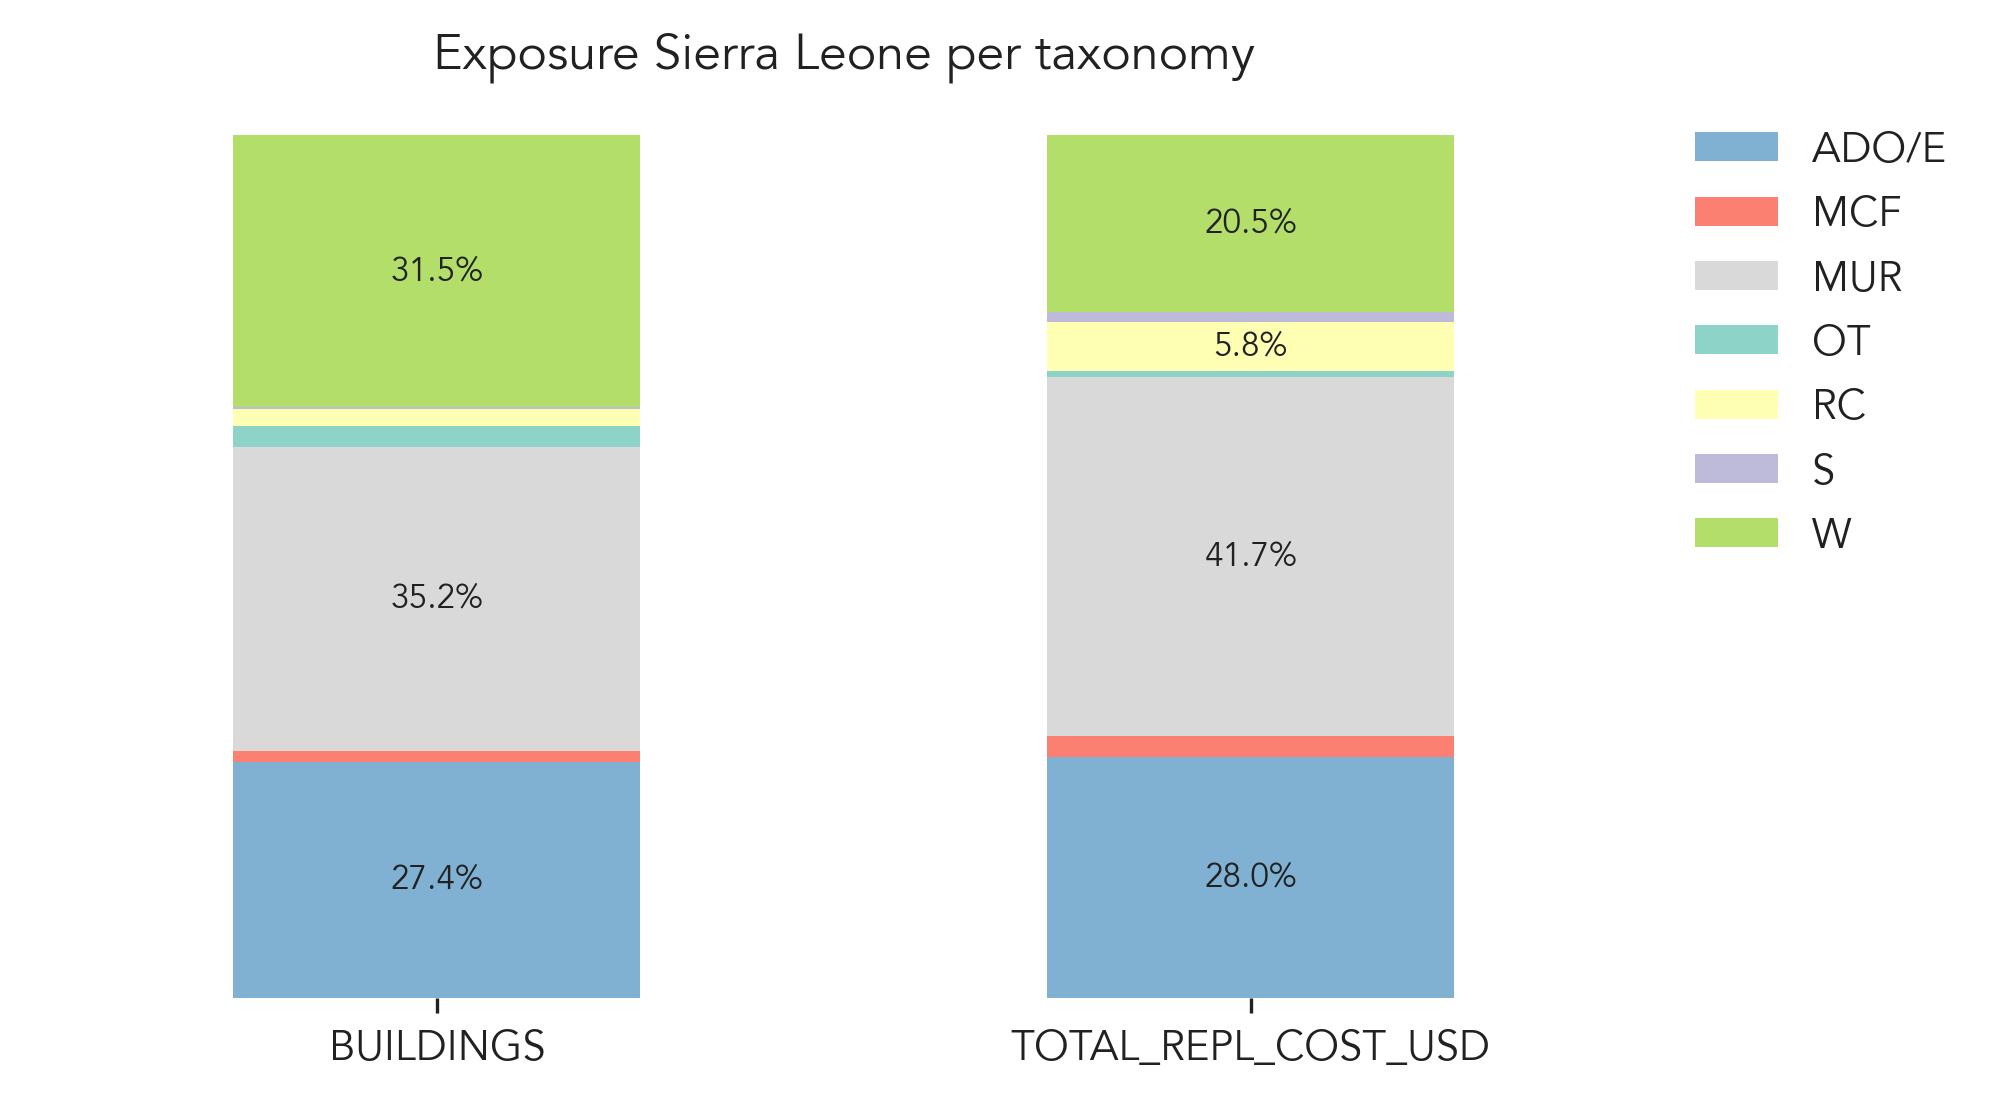 Exposure Sierra Leone per taxonomy
31.5%
35.2%
27.4%
BUILDINGS
20.5%
5.8%
41.7%
28.0%
TOTAL_REPL_COST_USD
ADO/E
MCF
MUR
OT
RC
S
W